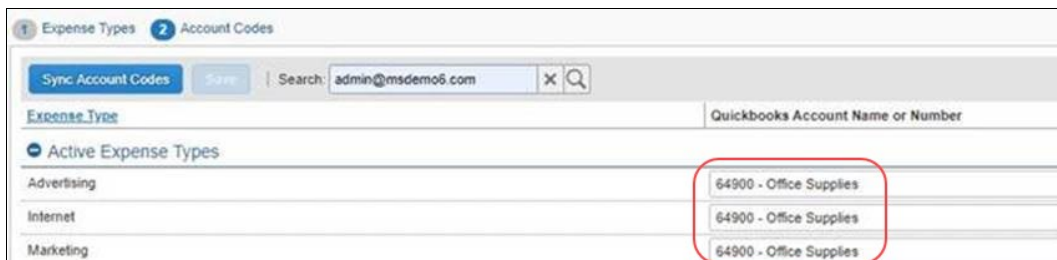 1 Expense Types 2 Account Codes
Sync Account Codes Save | Search: admin@msdemo6.com
Expense Type Quickbooks Account Name or Number
Active Expense Types
Advertising 64900 - Office Supplies
Internet 64900 - Office Supplies
Marketing 64900 - Office Supplies